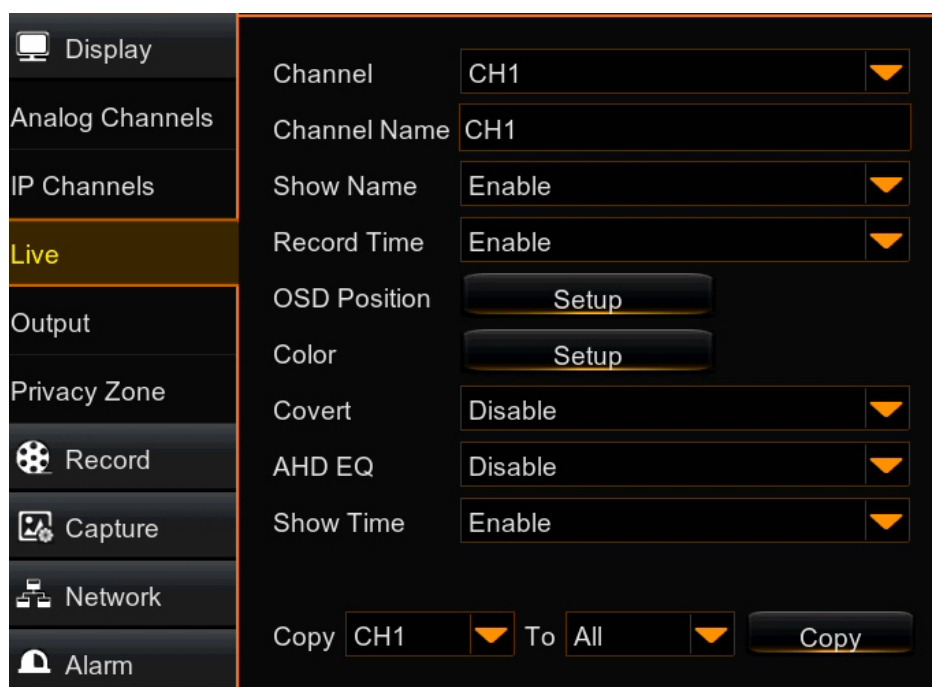 Display
Analog Channels
IP Channels
Live
Output
Privacy Zone
Record
Capture
Network
Alarm
Channel CH1
Channel Name CH1
Show Name Enable
Record Time Enable
OSD Position Setup
Color Setup
Covert Disable
AHD EQ Disable
Show Time Enable
Copy CH1 To All Copy